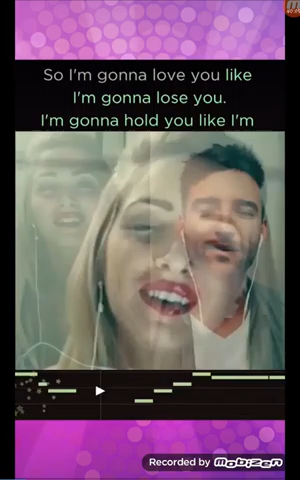 So I'm gonna love you like
I'm gonna lose you.
I'm gonna hold you like I'm
Recorded by mobizen